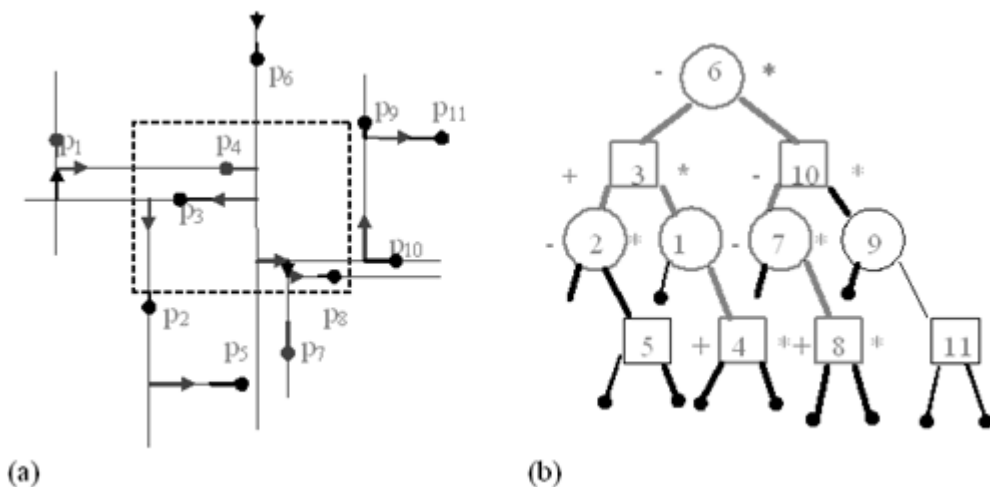 p6
p9
p11
p1
p4
p3
p10
p2
p8
p5
p7
(a)
- 6 *
+ 3 * - 10 *
- 2 * 1 - 7 * 9
5 + 4 * + 8 * 11
(b)